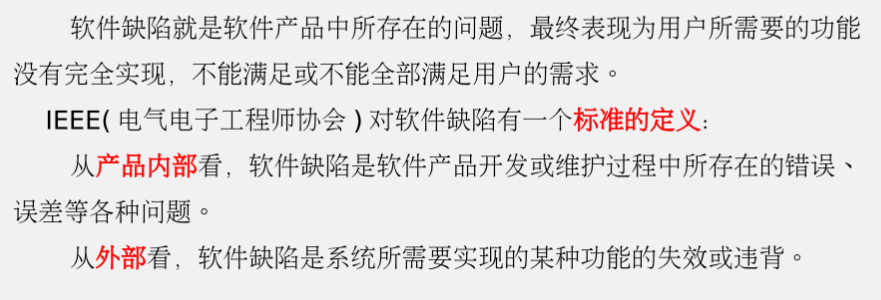 软件缺陷就是软件产品中所存在的问题，最终表现为用户所需要的功能
没有完全实现，不能满足或不能全部满足用户的需求。
IEEE( 电气电子工程师协会 ) 对软件缺陷有一个标准的定义:
从产品内部看，软件缺陷是软件产品开发或维护过程中所存在的错误、
误差等各种问题。
从外部看，软件缺陷是系统所需要实现的某种功能的失效或违背。